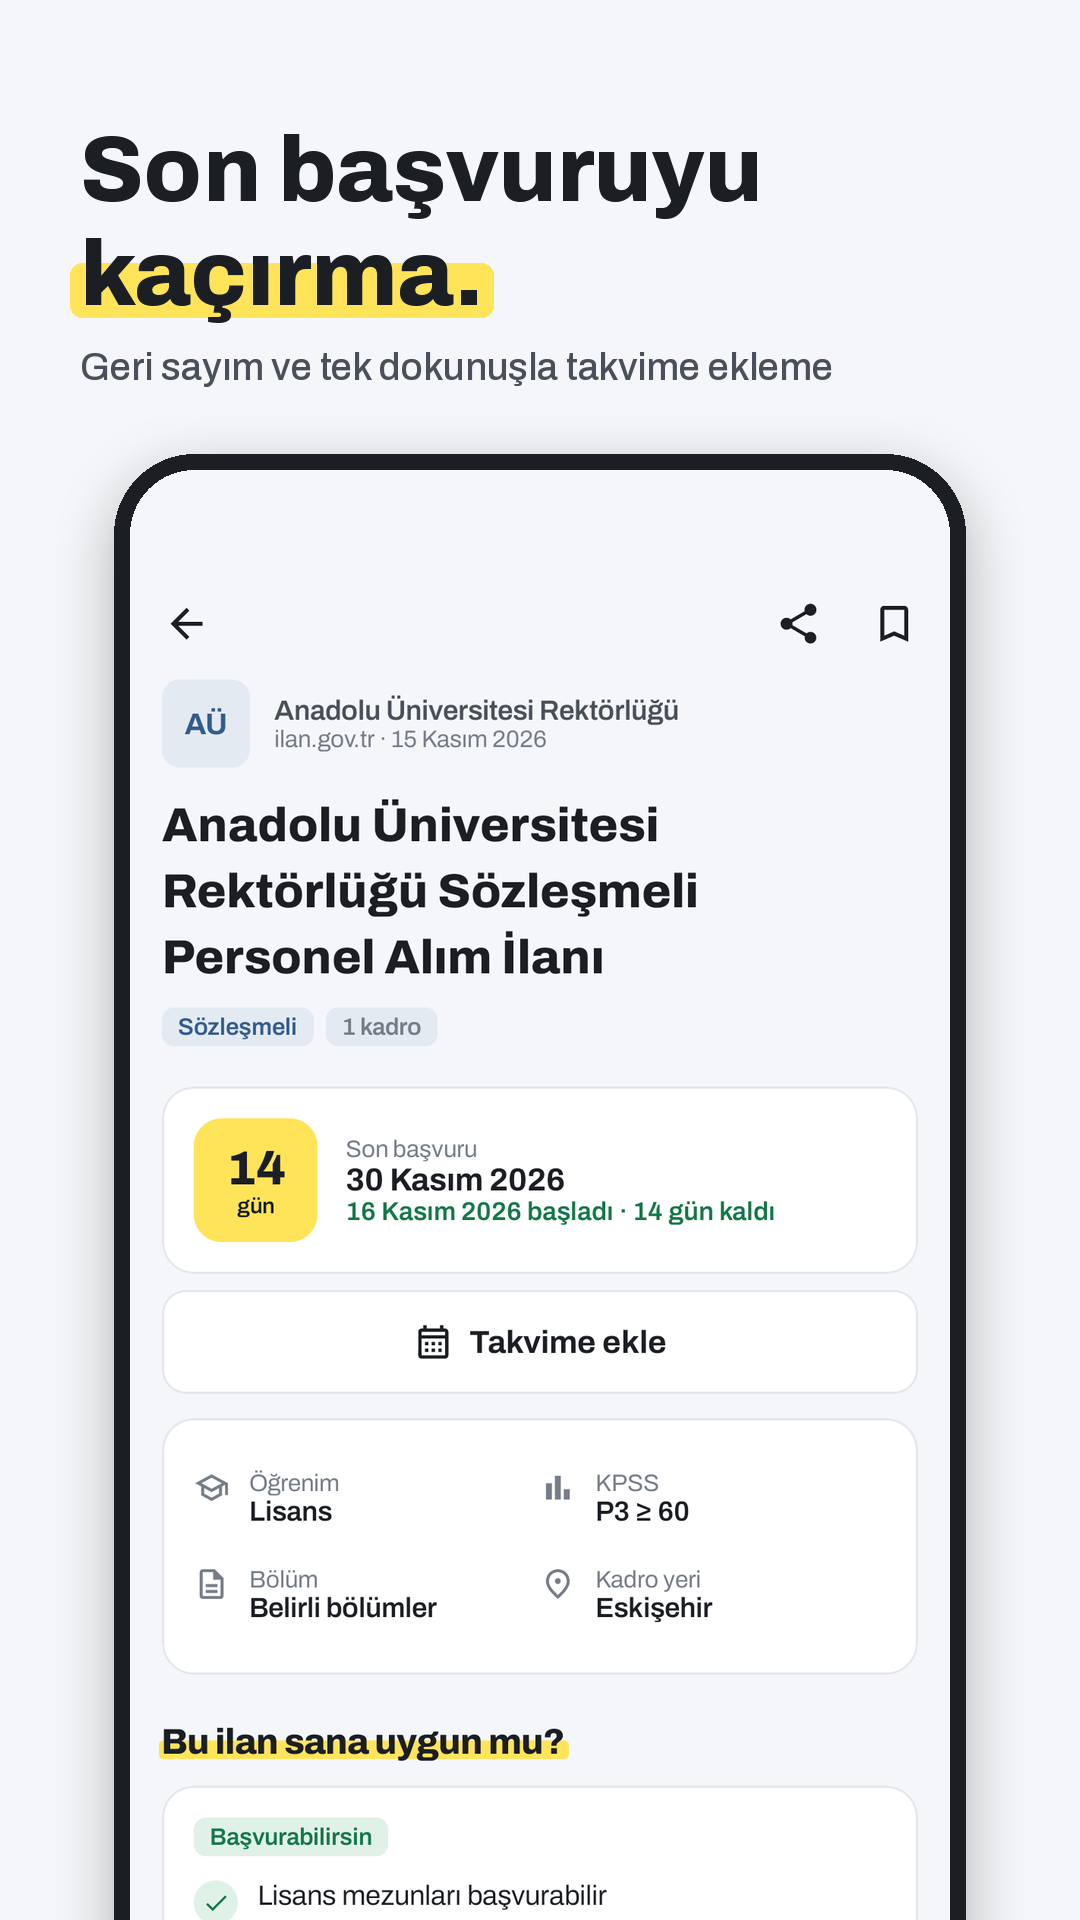 Son başvuruyu
kaçırma.
Geri sayım ve tek dokunuşla takvime ekleme
AÜ
Anadolu Üniversitesi Rektörlüğü
ilan.gov.tr · 15 Kasım 2026
Anadolu Üniversitesi
Rektörlüğü Sözleşmeli
Personel Alım İlanı
Sözleşmeli
1 kadro
14
gün
Son başvuru
30 Kasım 2026
16 Kasım 2026 başladı · 14 gün kaldı
Takvime ekle
Öğrenim
Lisans
KPSS
P3 ≥ 60
Bölüm
Belirli bölümler
Kadro yeri
Eskişehir
Bu ilan sana uygun mu?
Başvurabilirsin
Lisans mezunları başvurabilir